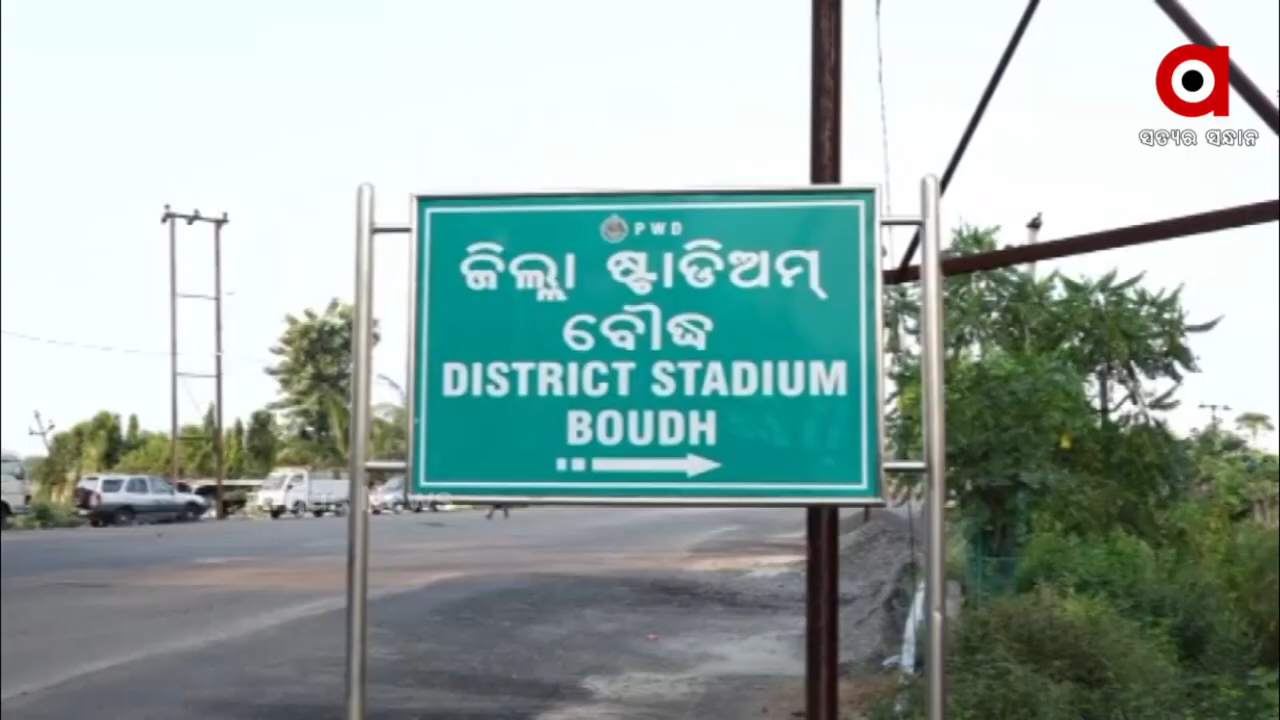 ସତ୍ୟର ସନ୍ଧାନ
PWD
ଜିଲ୍ଲା ଷ୍ଟାଡିଅମ୍
ବୌଦ୍ଧ
DISTRICT STADIUM
BOUDH